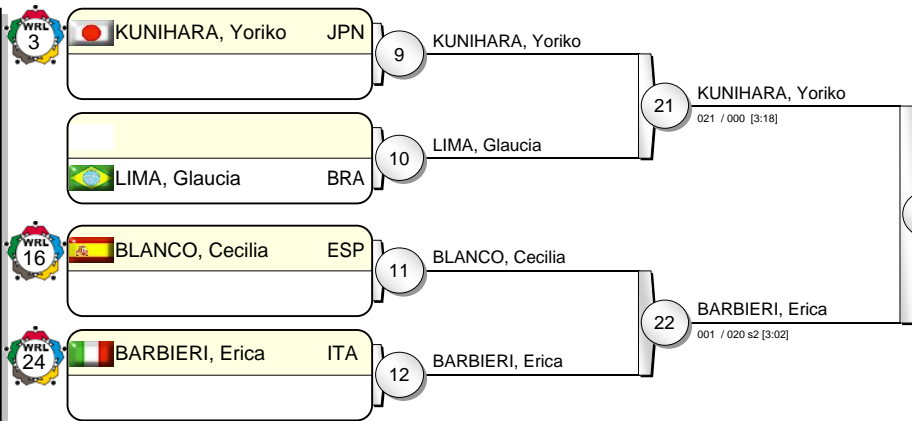 WRL
3
KUNIHARA, Yoriko JPN
9
KUNIHARA, Yoriko
21
KUNIHARA, Yoriko
021 / 000 [3:18]
10
LIMA, Glaucia
LIMA, Glaucia BRA
WRL
16
BLANCO, Cecilia ESP
11
BLANCO, Cecilia
22
BARBIERI, Erica
001 / 020 s2 [3:02]
WRL
24
BARBIERI, Erica ITA
12
BARBIERI, Erica